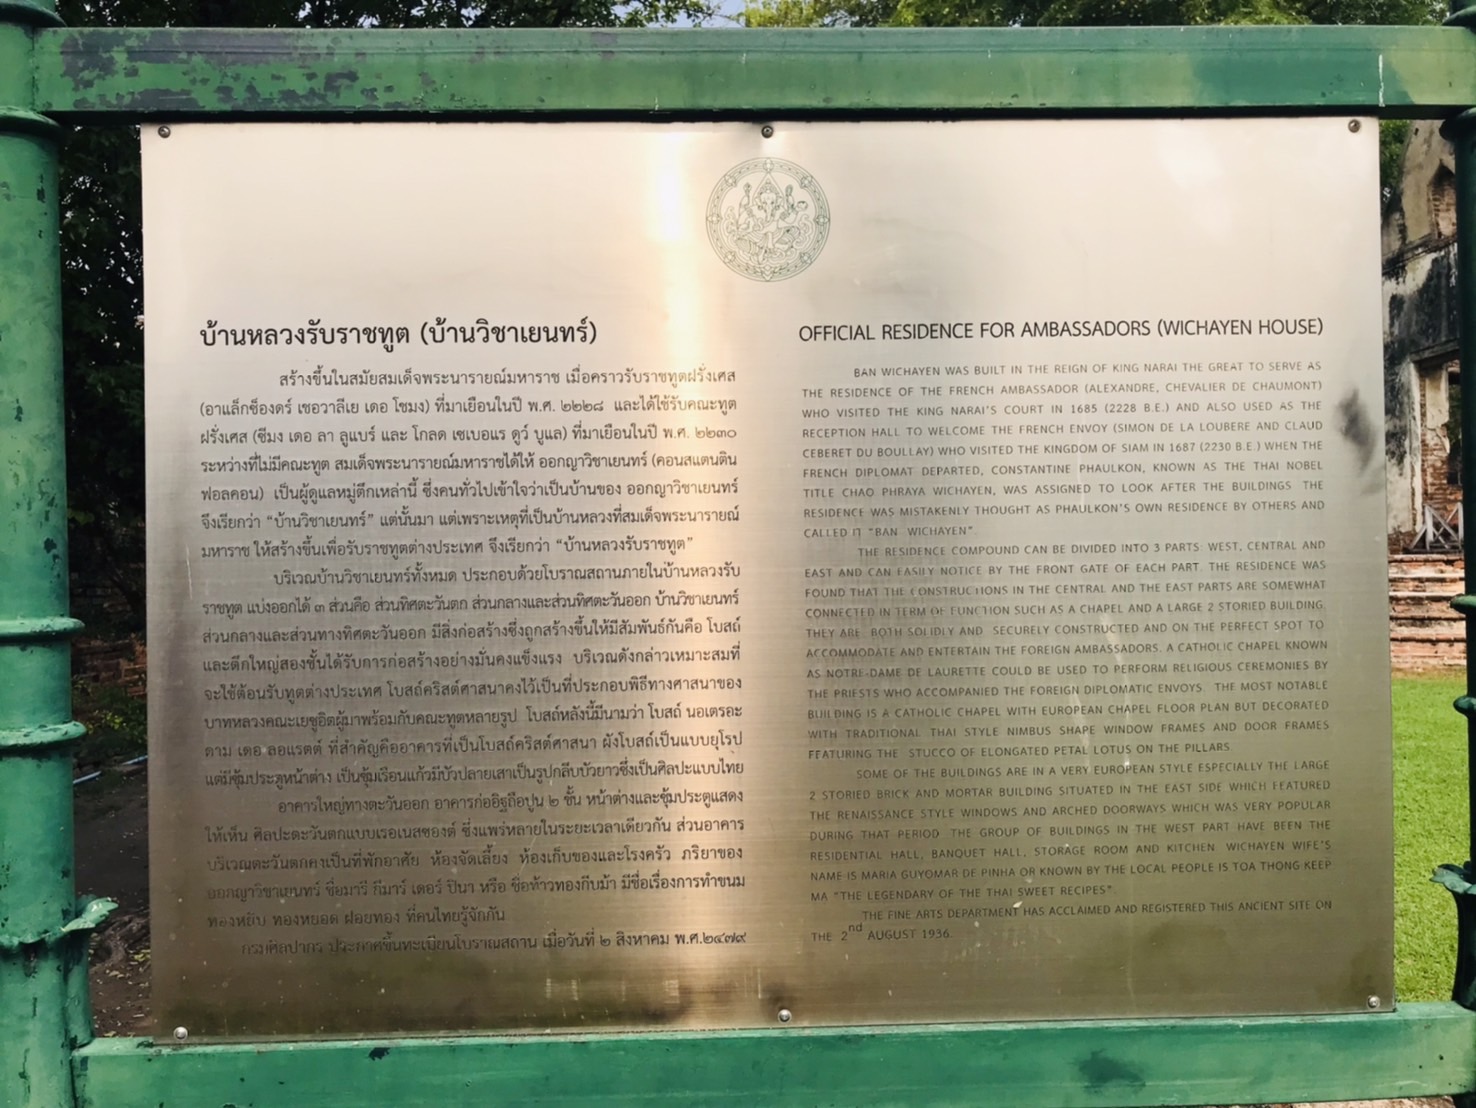 บ้านหลวงรับราชทูต (บ้านวิชาเยนทร์)
สร้างขึ้นในสมัยสมเด็จพระนารายณ์มหาราช เมื่อคราวรับราชทูตฝรั่งเศส
(อาแล็กซ็องดร์ เชอวาลีเย เดอ โชมง) ที่มาเยือนในปี พ.ศ. ๒๒๒๘ และได้ใช้รับคณะทูต
ฝรั่งเศส (ซีมง เดอ ลา ลูแบร์ และ โกลด เซเบอแร ดูว์ บูแล) ที่มาเยือนในปี พ.ศ. ๒๒๓๐
ระหว่างที่ไม่มีคณะทูต สมเด็จพระนารายณ์มหาราชได้ให้ ออกญาวิชาเยนทร์ (คอนสแตนติน
ฟอลคอน) เป็นผู้ดูแลหมู่ตึกเหล่านี้ ซึ่งคนทั่วไปเข้าใจว่าเป็นบ้านของ ออกญาวิชาเยนทร์
จึงเรียกว่า "บ้านวิชาเยนทร์" แต่นั้นมา แต่เพราะเหตุที่เป็นบ้านหลวงที่สมเด็จพระนารายณ์
มหาราช ให้สร้างขึ้นเพื่อรับราชทูตต่างประเทศ จึงเรียกว่า "บ้านหลวงรับราชทูต"
บริเวณบ้านวิชาเยนทร์ทั้งหมด ประกอบด้วยโบราณสถานภายในบ้านหลวงรับ
ราชทูต แบ่งออกได้ ๓ ส่วนคือ ส่วนทิศตะวันตก ส่วนกลางและส่วนทิศตะวันออก บ้านวิชาเยนทร์
ส่วนกลางและส่วนทางทิศตะวันออก มีสิ่งก่อสร้างซึ่งถูกสร้างขึ้นให้มีสัมพันธ์กันคือ โบสถ์
และตึกใหญ่สองชั้นได้รับการก่อสร้างอย่างมั่นคงแข็งแรง บริเวณดังกล่าวเหมาะสมที่
จะใช้ต้อนรับทูตต่างประเทศ โบสถ์คริสต์ศาสนาคงไว้เป็นที่ประกอบพิธีทางศาสนาของ
บาทหลวงคณะเยซูอิตผู้มาพร้อมกับคณะทูตหลายรูป โบสถ์หลังนี้มีนามว่า โบสถ์ นอเตรอะ
ดาม เดอ ลอแรตต์ ที่สำคัญคืออาคารที่เป็นโบสถ์คริสต์ศาสนา ผังโบสถ์เป็นแบบยุโรป
แต่มีซุ้มประตูหน้าต่าง เป็นซุ้มเรือนแก้วมีบัวปลายเสาเป็นรูปกลีบบัวยาวซึ่งเป็นศิลปะแบบไทย
อาคารใหญ่ทางตะวันออก อาคารก่ออิฐถือปูน ๒ ชั้น หน้าต่างและซุ้มประตูแสดง
ให้เห็น ศิลปะตะวันตกแบบเรอเนสซองต์ ซึ่งแพร่หลายในระยะเวลาเดียวกัน ส่วนอาคาร
บริเวณตะวันตกคงเป็นที่พักอาศัย ห้องจัดเลี้ยง ห้องเก็บของและโรงครัว ภริยาของ
ออกญาวิชาเยนทร์ ชื่อมารี กีมาร์ เดอร์ ปินา หรือ ชื่อท้าวทองกีบม้า มีชื่อเรื่องการทำขนม
ทองหยิบ ทองหยอด ฝอยทอง ที่คนไทยรู้จักกัน
กรมศิลปากร ประกาศขึ้นทะเบียนโบราณสถาน เมื่อวันที่ ๒ สิงหาคม พ.ศ.๒๔๗๙
OFFICIAL RESIDENCE FOR AMBASSADORS (WICHAYEN HOUSE)
BAN WICHAYEN WAS BUILT IN THE REIGN OF KING NARAI THE GREAT TO SERVE AS
THE RESIDENCE OF THE FRENCH AMBASSADOR (ALEXANDRE, CHEVALIER DE CHAUMONT)
WHO VISITED THE KING NARAI'S COURT IN 1685 (2228 B.E.) AND ALSO USED AS THE
RECEPTION HALL TO WELCOME THE FRENCH ENVOY (SIMON DE LA LOUBERE AND CLAUD
CEBERET DU BOULLAY) WHO VISITED THE KINGDOM OF SIAM IN 1687 (2230 B.E.) WHEN THE
FRENCH DIPLOMAT DEPARTED, CONSTANTINE PHAULKON, KNOWN AS THE THAI NOBEL
TITLE CHAO PHRAYA WICHAYEN, WAS ASSIGNED TO LOOK AFTER THE BUILDINGS. THE
RESIDENCE WAS MISTAKENLY THOUGHT AS PHAULKON'S OWN RESIDENCE BY OTHERS AND
CALLED IT "BAN WICHAYEN".
THE RESIDENCE COMPOUND CAN BE DIVIDED INTO 3 PARTS: WEST, CENTRAL AND
EAST AND CAN EASILY NOTICE BY THE FRONT GATE OF EACH PART. THE RESIDENCE WAS
FOUND THAT THE CONSTRUCTIONS IN THE CENTRAL AND THE EAST PARTS ARE SOMEWHAT
CONNECTED IN TERM OF FUNCTION SUCH AS A CHAPEL AND A LARGE 2 STORIED BUILDING.
THEY ARE BOTH SOLIDLY AND SECURELY CONSTRUCTED AND ON THE PERFECT SPOT TO
ACCOMMODATE AND ENTERTAIN THE FOREIGN AMBASSADORS. A CATHOLIC CHAPEL KNOWN
AS NOTRE-DAME DE LAURETTE COULD BE USED TO PERFORM RELIGIOUS CEREMONIES BY
THE PRIESTS WHO ACCOMPANIED THE FOREIGN DIPLOMATIC ENVOYS. THE MOST NOTABLE
BUILDING IS A CATHOLIC CHAPEL WITH EUROPEAN CHAPEL FLOOR PLAN BUT DECORATED
WITH TRADITIONAL THAI STYLE NIMBUS SHAPE WINDOW FRAMES AND DOOR FRAMES
FEATURING THE STUCCO OF ELONGATED PETAL LOTUS ON THE PILLARS.
SOME OF THE BUILDINGS ARE IN A VERY EUROPEAN STYLE ESPECIALLY THE LARGE
2 STORIED BRICK AND MORTAR BUILDING SITUATED IN THE EAST SIDE WHICH FEATURED
THE RENAISSANCE STYLE WINDOWS AND ARCHED DOORWAYS WHICH WAS VERY POPULAR
DURING THAT PERIOD. THE GROUP OF BUILDINGS IN THE WEST PART HAVE BEEN THE
RESIDENTIAL HALL, BANQUET HALL, STORAGE ROOM AND KITCHEN. WICHAYEN WIFE'S
NAME IS MARIA GUYOMAR DE PINHA OR KNOWN BY THE LOCAL PEOPLE IS TOA THONG KEEP
MA "THE LEGENDARY OF THE THAI SWEET RECIPES".
THE FINE ARTS DEPARTMENT HAS ACCLAIMED AND REGISTERED THIS ANCIENT SITE ON
THE 2nd AUGUST 1936.